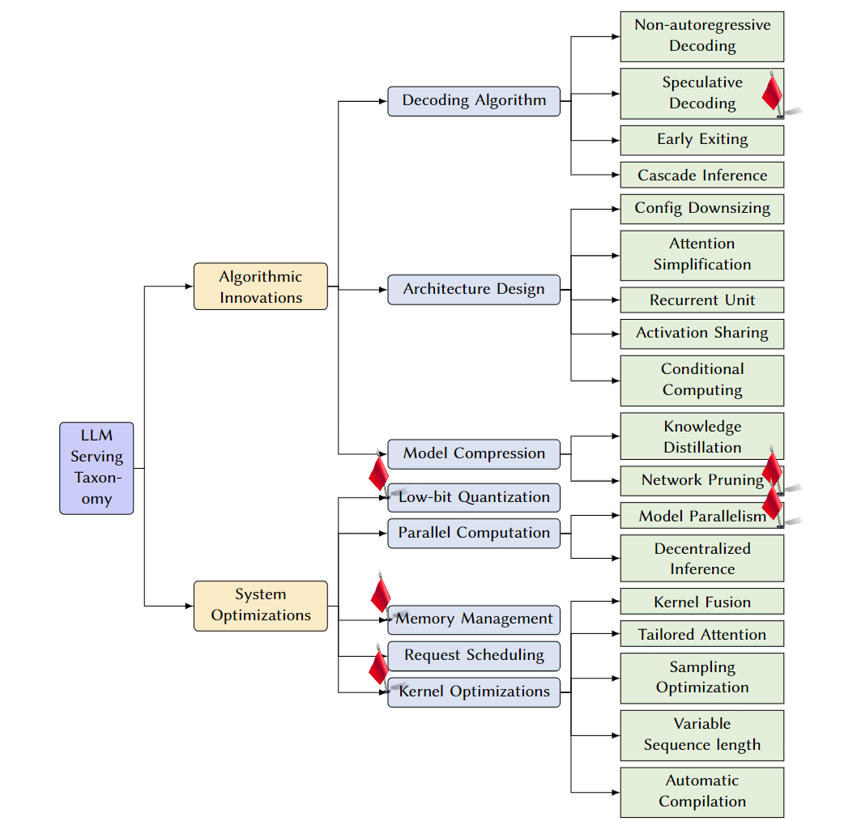 Non-autoregressive
Decoding
Speculative
Decoding
Decoding Algorithm
Early Exiting
Cascade Inference
Config Downsizing
Attention
Simplification
Algorithmic
Innovations
Architecture Design
Recurrent Unit
Activation Sharing
Conditional
Computing
LLM
Serving
Taxon-
omy
Knowledge
Distillation
Model Compression
Network Pruning
Low-bit Quantization
Model Parallelism
Parallel Computation
Decentralized
Inference
System
Optimizations
Kernel Fusion
Memory Management
Tailored Attention
Request Scheduling
Sampling
Optimization
Kernel Optimizations
Variable
Sequence length
Automatic
Compilation